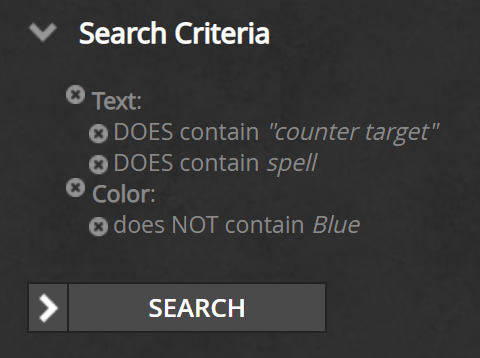 Search Criteria
Text:
DOES contain "counter target"
DOES contain spell
Color:
does NOT contain Blue
SEARCH